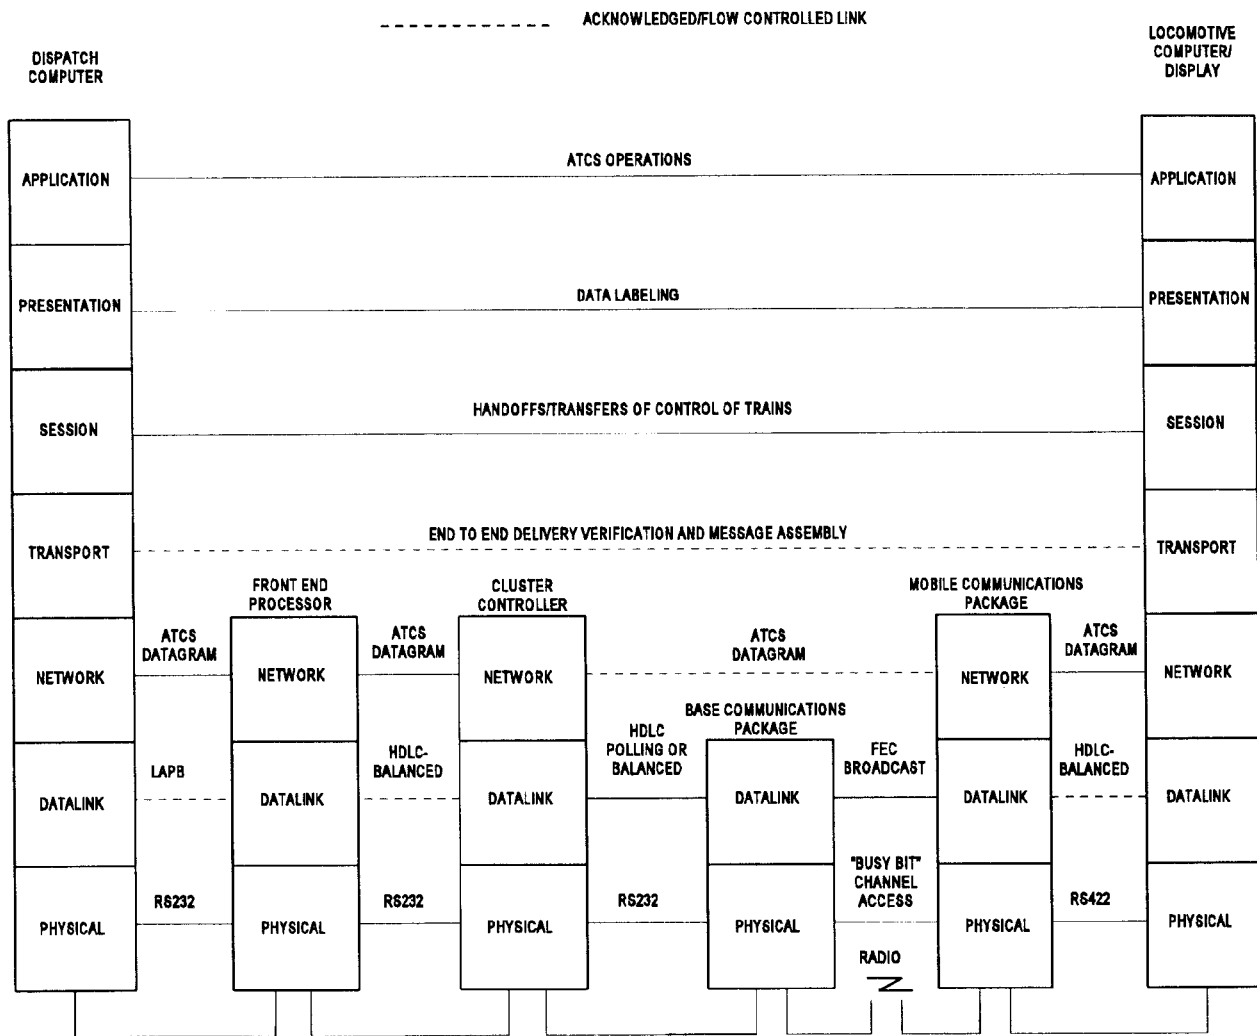 ACKNOWLEDGED/FLOW CONTROLLED LINK
DISPATCH
COMPUTER
LOCOMOTIVE
COMPUTER/
DISPLAY
APPLICATION
ATCS OPERATIONS
APPLICATION
PRESENTATION
DATA LABELING
PRESENTATION
SESSION
HANDOFFS/TRANSFERS OF CONTROL OF TRAINS
SESSION
TRANSPORT
END TO END DELIVERY VERIFICATION AND MESSAGE ASSEMBLY
TRANSPORT
FRONT END
PROCESSOR
CLUSTER
CONTROLLER
MOBILE COMMUNICATIONS
PACKAGE
NETWORK
ATCS
DATAGRAM
NETWORK
ATCS
DATAGRAM
NETWORK
ATCS
DATAGRAM
NETWORK
ATCS
DATAGRAM
NETWORK
BASE COMMUNICATIONS
PACKAGE
DATALINK
LAPB
DATALINK
HDLC-
BALANCED
DATALINK
HDLC
POLLING OR
BALANCED
DATALINK
FEC
BROADCAST
DATALINK
HDLC-
BALANCED
DATALINK
PHYSICAL
RS232
PHYSICAL
RS232
PHYSICAL
RS232
PHYSICAL
"BUSY BIT"
CHANNEL
ACCESS
RADIO
PHYSICAL
RS422
PHYSICAL